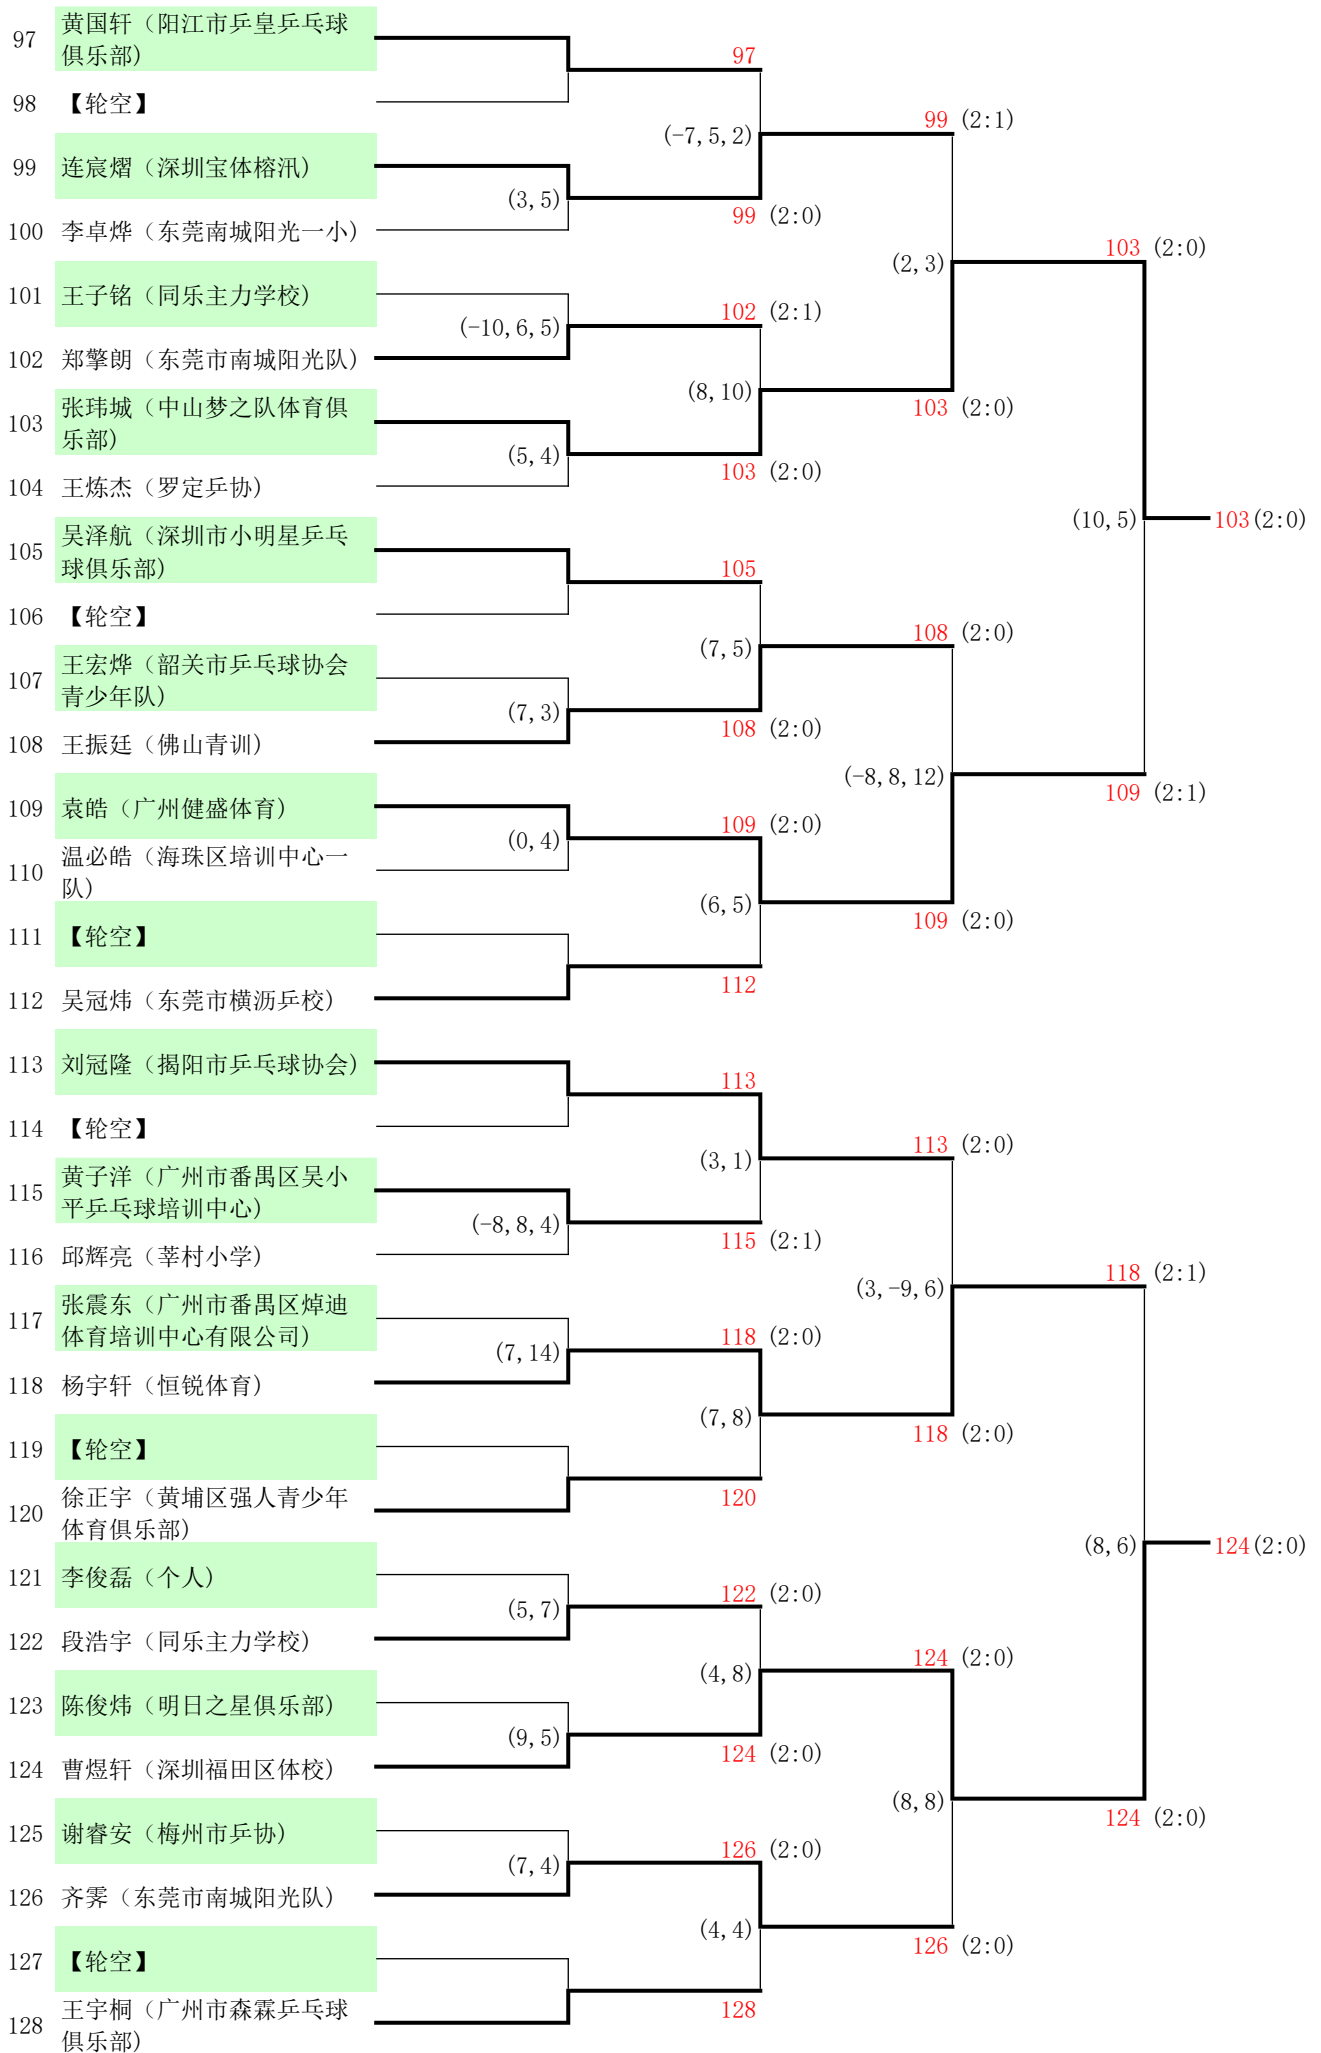 黄国轩（阳江市乒皇乒乓球
97
俱乐部）
97
98 【轮空】
99 (2:1)
(-7, 5, 2)
99 连宸熠（深圳宝体榕汛）
(3, 5)
99 (2:0)
100 李卓烨（东莞南城阳光一小）
103 (2:0)
(2, 3)
101 王子铭（同乐主力学校）
102 (2:1)
(-10, 6, 5)
102 郑擎朗（东莞市南城阳光队）
(8, 10)
张玮城（中山梦之队体育俱
103 (2:0)
103
乐部）
(5, 4)
103 (2:0)
104 王炼杰（罗定乒协）
(10, 5)
103(2:0)
吴泽航（深圳市小明星乒乓
105
球俱乐部）
105
106 【轮空】
108 (2:0)
(7, 5)
王宏烨（韶关市乒乓球协会
107
青少年队）
(7, 3)
108 (2:0)
108 王振廷（佛山青训）
(-8, 8, 12)
109 (2:1)
109 袁皓（广州健盛体育）
109 (2:0)
(0, 4)
温必皓（海珠区培训中心一
110
队）
(6, 5)
109 (2:0)
111 【轮空】
112
112 吴冠炜（东莞市横沥乒校）
113 刘冠隆（揭阳市乒乓球协会）
113
114 【轮空】
113 (2:0)
(3, 1)
黄子洋（广州市番禺区吴小
115
平乒乓球培训中心）
(-8, 8, 4)
115 (2:1)
116 邱辉亮（莘村小学）
118 (2:1)
(3, -9, 6)
张震东（广州市番禺区焯迪
117
体育培训中心有限公司）
118 (2:0)
(7, 14)
118 杨宇轩（恒锐体育）
(7, 8)
118 (2:0)
119 【轮空】
徐正宇（黄埔区强人青少年
120
120
体育俱乐部）
(8, 6)
124(2:0)
121 李俊磊（个人）
122 (2:0)
(5, 7)
122 段浩宇（同乐主力学校）
124 (2:0)
(4, 8)
123 陈俊炜（明日之星俱乐部）
(9, 5)
124 (2:0)
124 曹煜轩（深圳福田区体校）
(8, 8)
124 (2:0)
125 谢睿安（梅州市乒协）
126 (2:0)
(7, 4)
126 齐霁（东莞市南城阳光队）
(4, 4)
126 (2:0)
127 【轮空】
王宇桐（广州市森霖乒乓球
128
128
俱乐部）